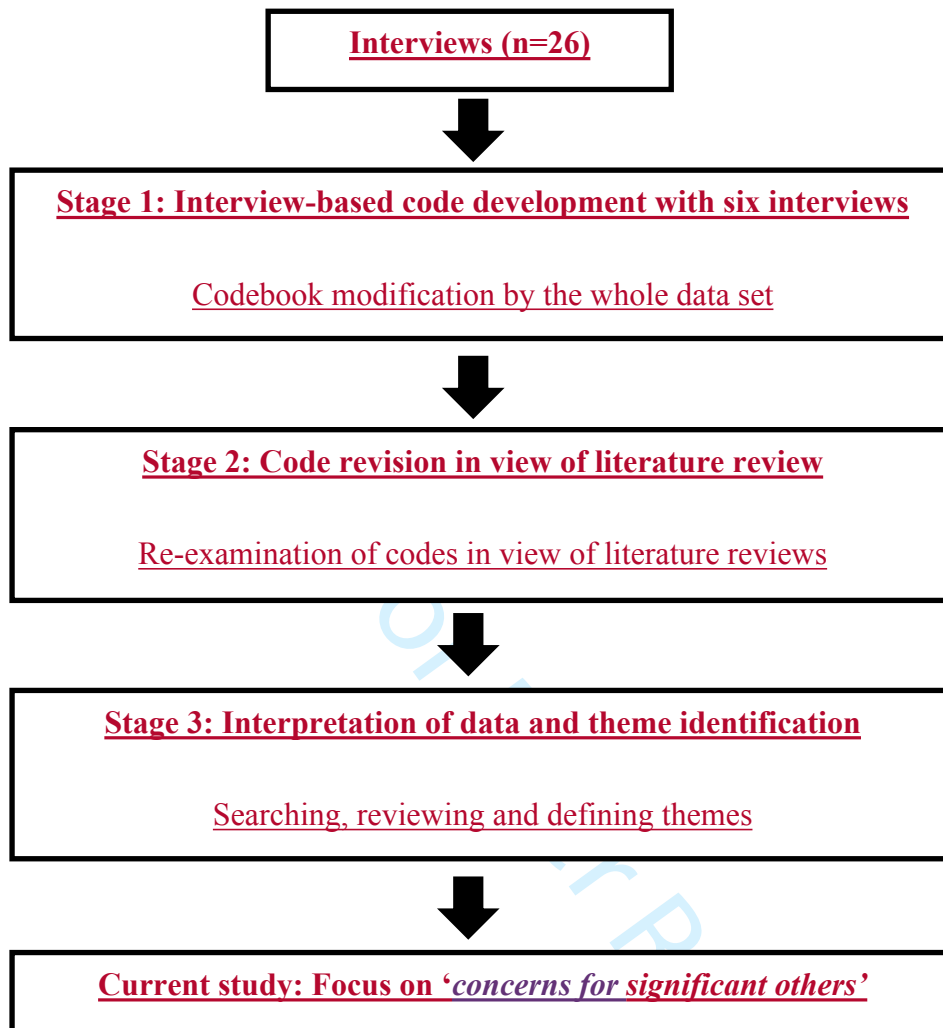 Interviews (n=26)
Stage 1: Interview-based code development with six interviews
Codebook modification by the whole data set
Stage 2: Code revision in view of literature review
Re-examination of codes in view of literature reviews
Stage 3: Interpretation of data and theme identification
Searching, reviewing and defining themes
Current study: Focus on ‘concerns for significant others’